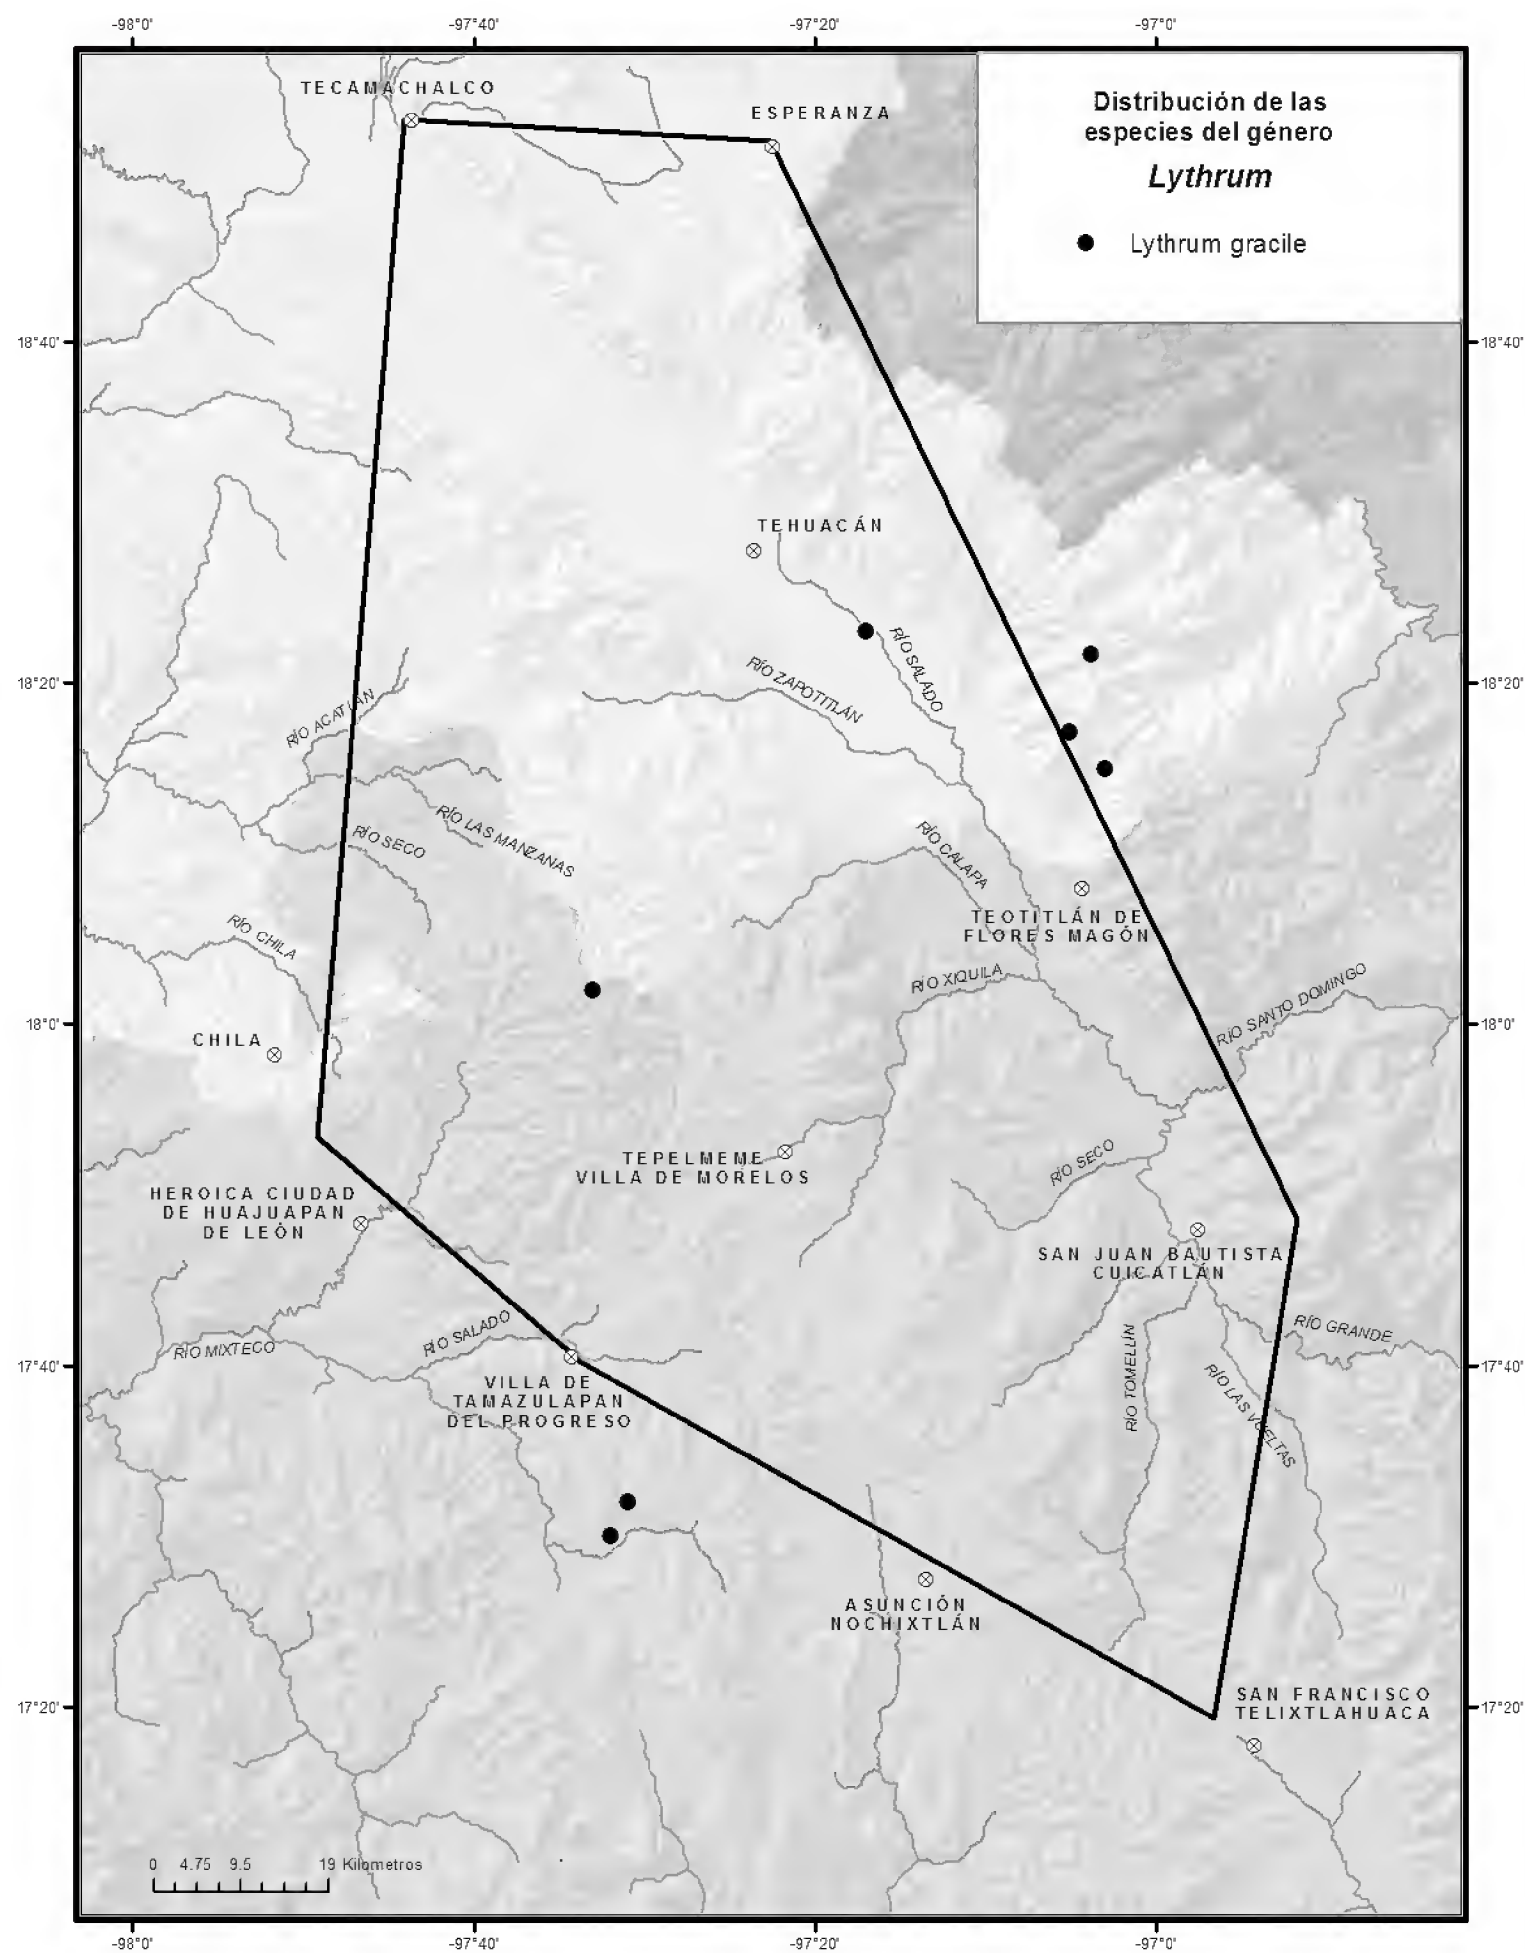 -98°0'
-97°40'
-97°20'
-97°0'
TECAMACHALCO
ESPERANZA
Distribución de las
especies del género
Lythrum
Lythrum gracile
18°40'
18°40'
TEHUACÁN
RÍO SALADO
RÍO ZAPOTITLÁN
18°20'
18°20'
RÍO ACATLÁN
RÍO LAS MANZANAS
RÍO SECO
RÍO CALAPA
TEOTITLÁN DE
FLORES MAGÓN
RÍO CHILA
RÍO XIQUILA
RÍO SANTO DOMINGO
18°0'
18°0'
CHILA
TEPELMEME
VILLA DE MORELOS
RÍO SECO
HEROICA CIUDAD
DE HUAJUAPAN
DE LEÓN
SAN JUAN BAUTISTA
CUICATLÁN
RÍO SALADO
RÍO MIXTECO
RÍO GRANDE
RÍO TOMELLÍN
17°40'
17°40'
VILLA DE
TAMAZULAPAN
DEL PROGRESO
RÍO LAS VUELTAS
ASUNCIÓN
NOCHIXTLÁN
SAN FRANCISCO
TELIXTLAHUACA
17°20'
17°20'
0 4.75 9.5 19 Kilometros
-98°0'
-97°40'
-97°20'
-97°0'